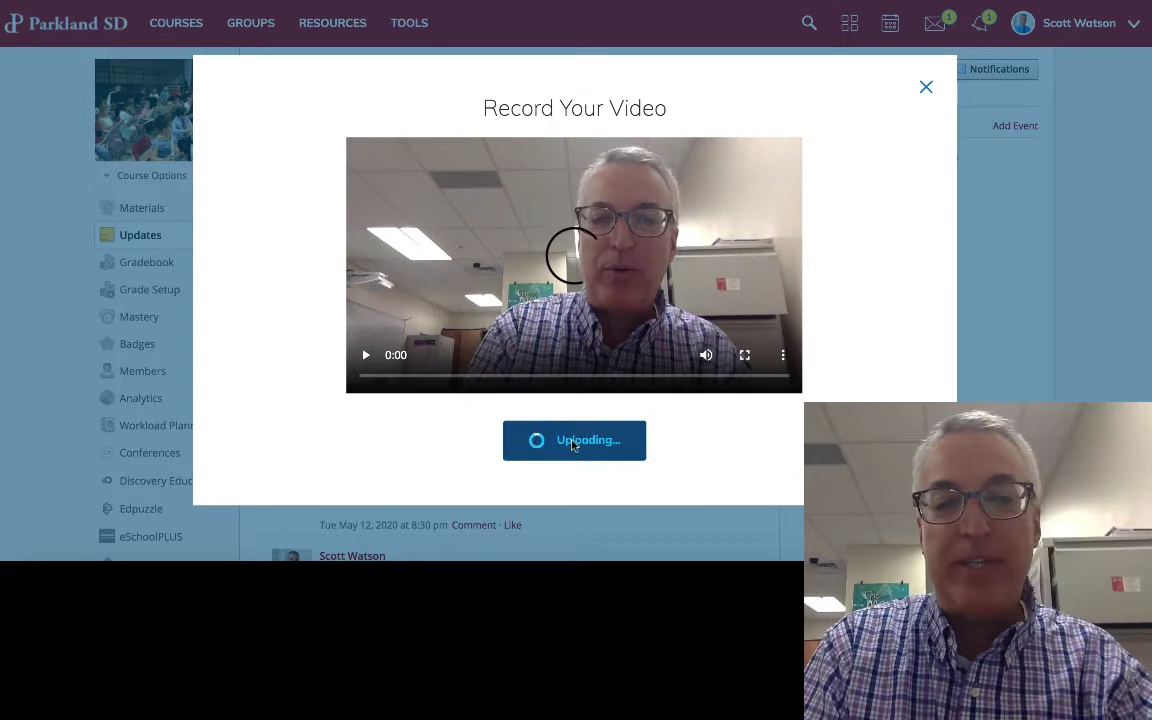 Parkland SD COURSES GROUPS RESOURCES TOOLS 1 1 Scott Watson
Notifications
Add Event
Course Options
Materials
Updates
Gradebook
Grade Setup
Mastery
Badges
Members
Analytics
Workload Plann
Conferences
Discovery Educ
Edpuzzle
eSchoolPLUS
Record Your Video
0:00
Uploading...
Tue May 12, 2020 at 8:30 pm Comment · Like
Scott Watson
The